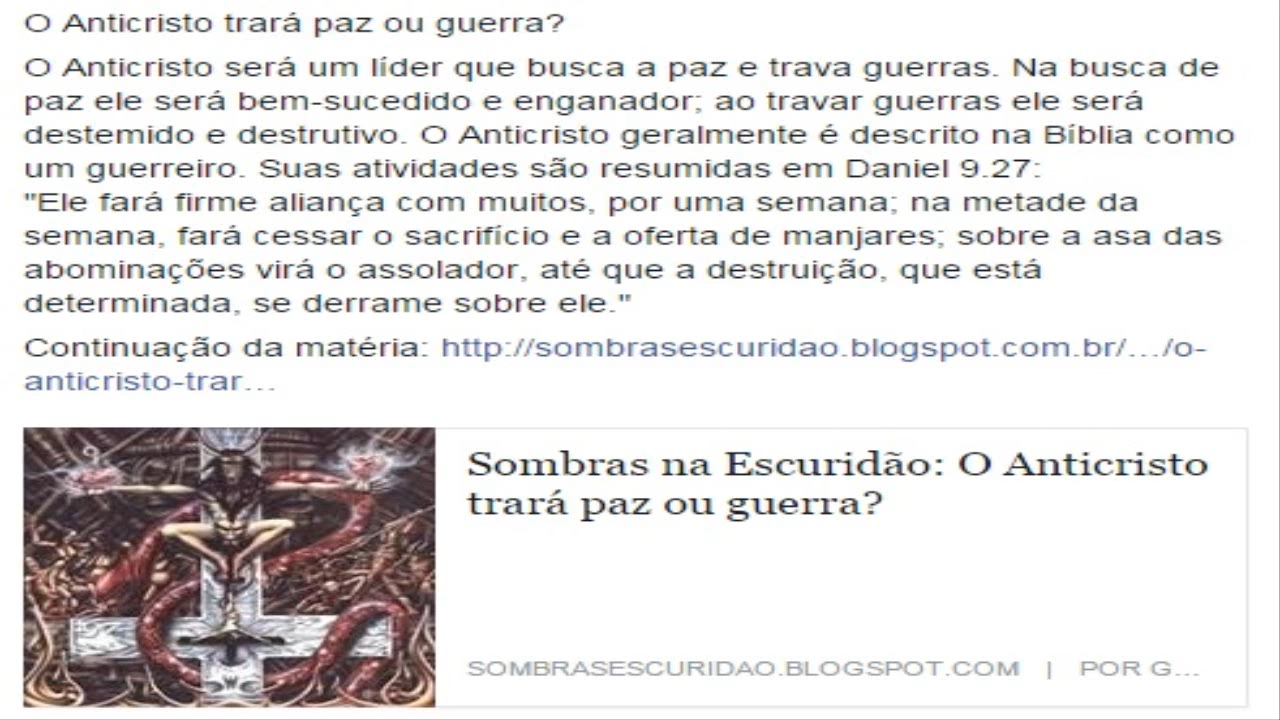 O Anticristo trará paz ou guerra?
O Anticristo será um líder que busca a paz e trava guerras. Na busca de
paz ele será bem-sucedido e enganador; ao travar guerras ele será
destemido e destrutivo. O Anticristo geralmente é descrito na Bíblia como
um guerreiro. Suas atividades são resumidas em Daniel 9.27:
"Ele fará firme aliança com muitos, por uma semana; na metade da
semana, fará cessar o sacrifício e a oferta de manjares; sobre a asa das
abominações virá o assolador, até que a destruição, que está
determinada, se derrame sobre ele."
Continuação da matéria: http://sombrasescuridao.blogspot.com.br/…/o-
anticristo-trar…
Sombras na Escuridão: O Anticristo
trará paz ou guerra?
SOMBRASESCURIDAO.BLOGSPOT.COM | POR G...